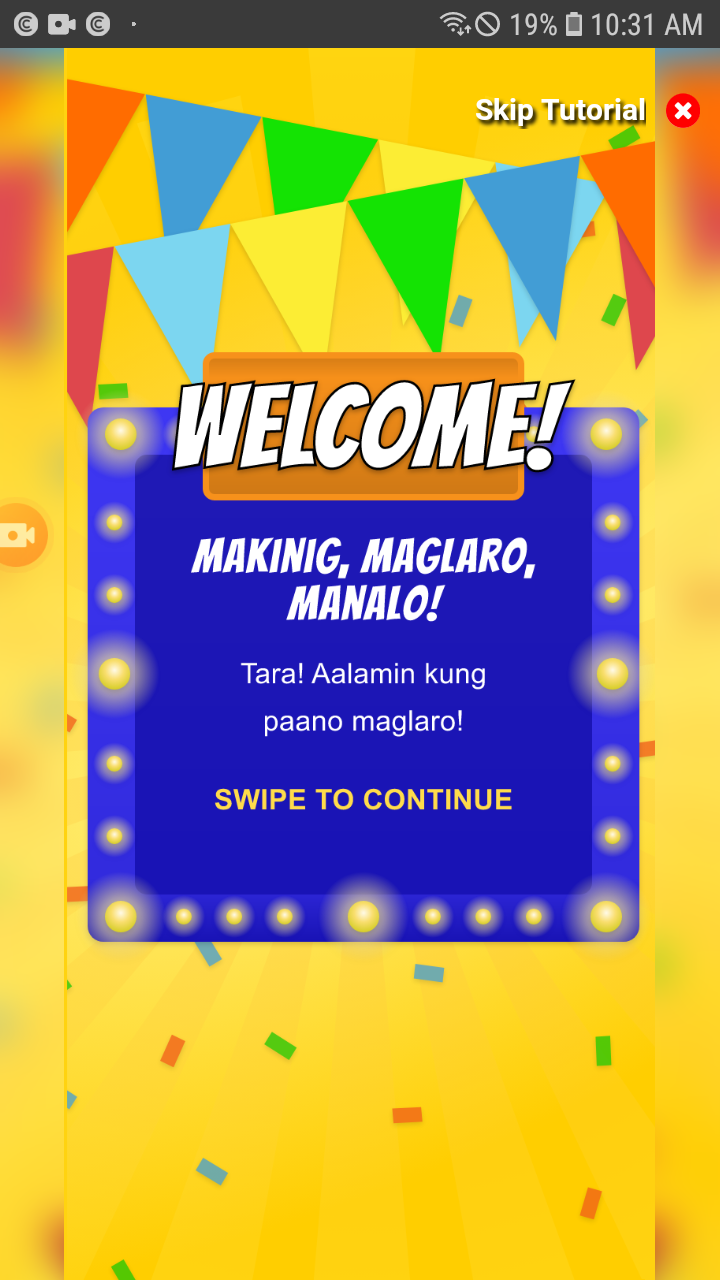 19% 10:31 AM
Skip Tutorial
WELCOME!
MAKINIG, MAGLARO,
MANALO!
Tara! Aalamin kung
paano maglaro!
SWIPE TO CONTINUE